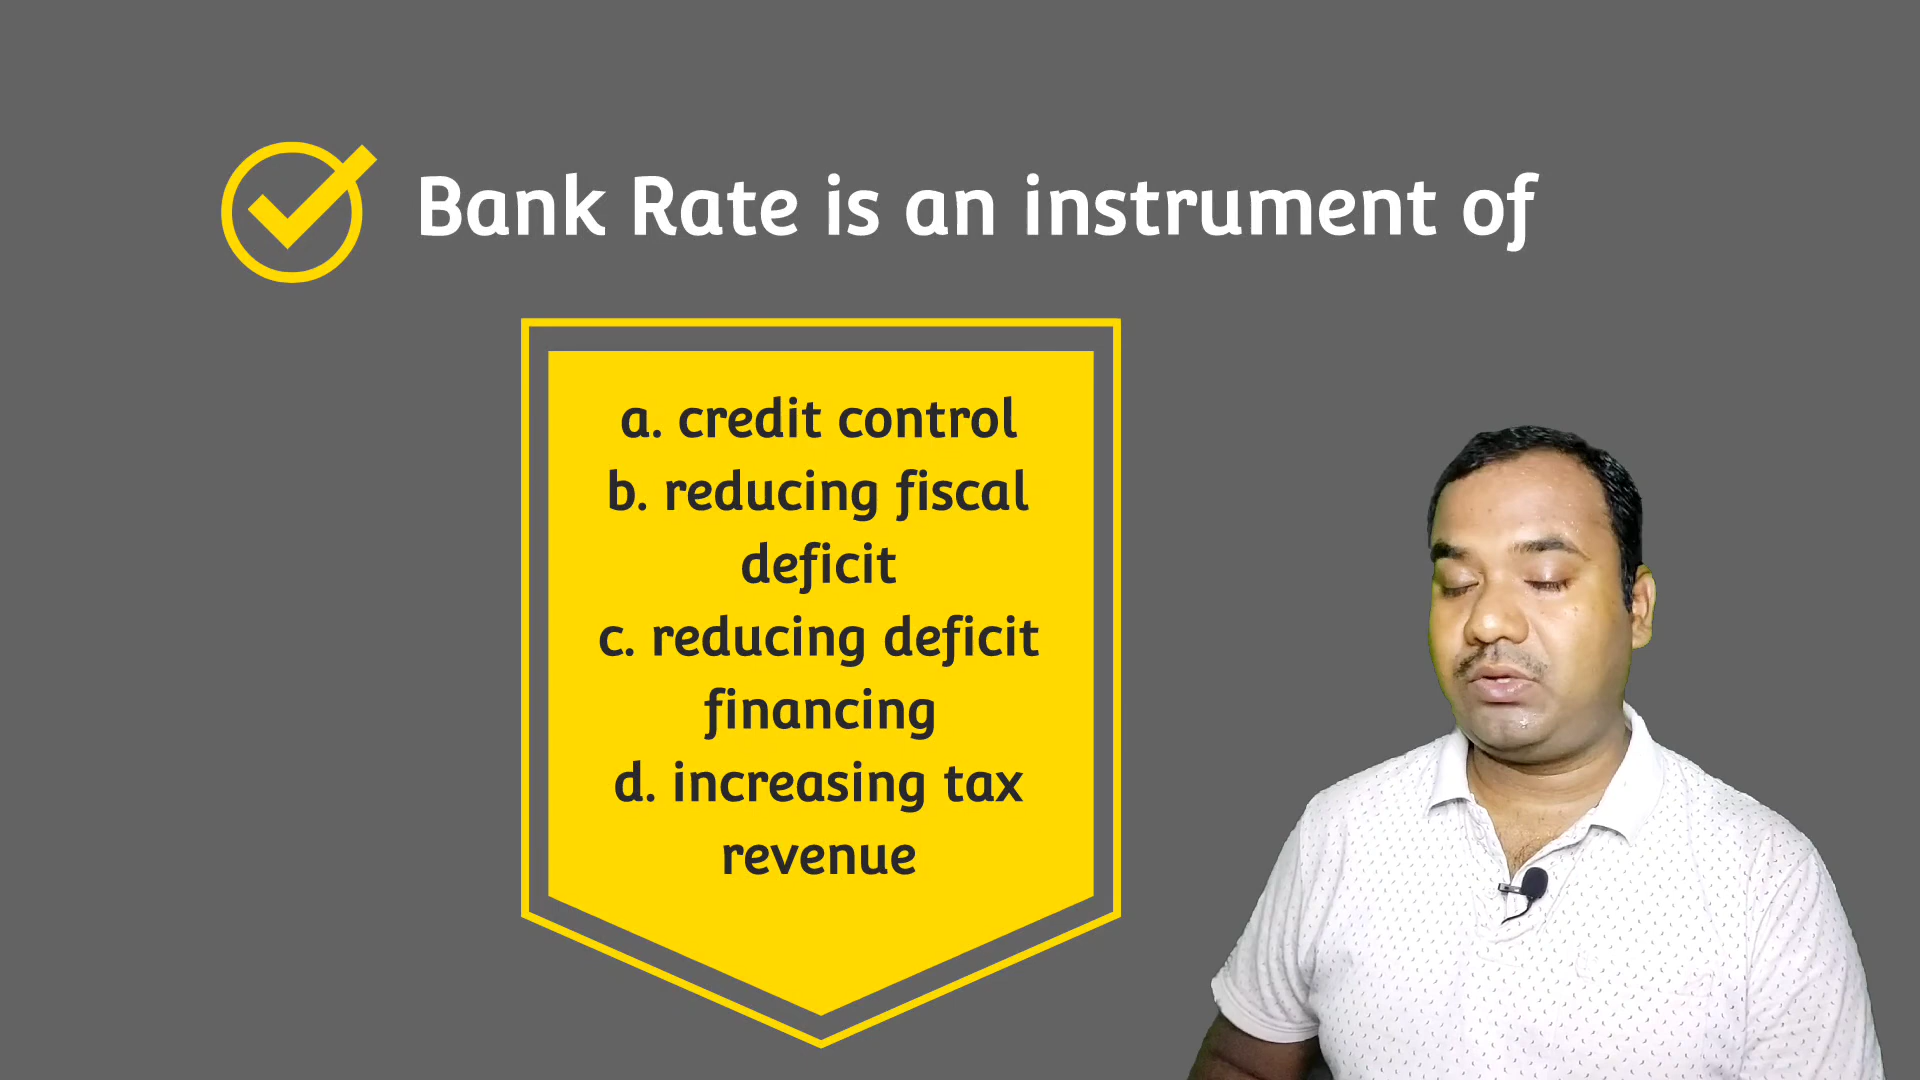 Bank Rate is an instrument of
a. credit control
b. reducing fiscal
deficit
c. reducing deficit
financing
d. increasing tax
revenue